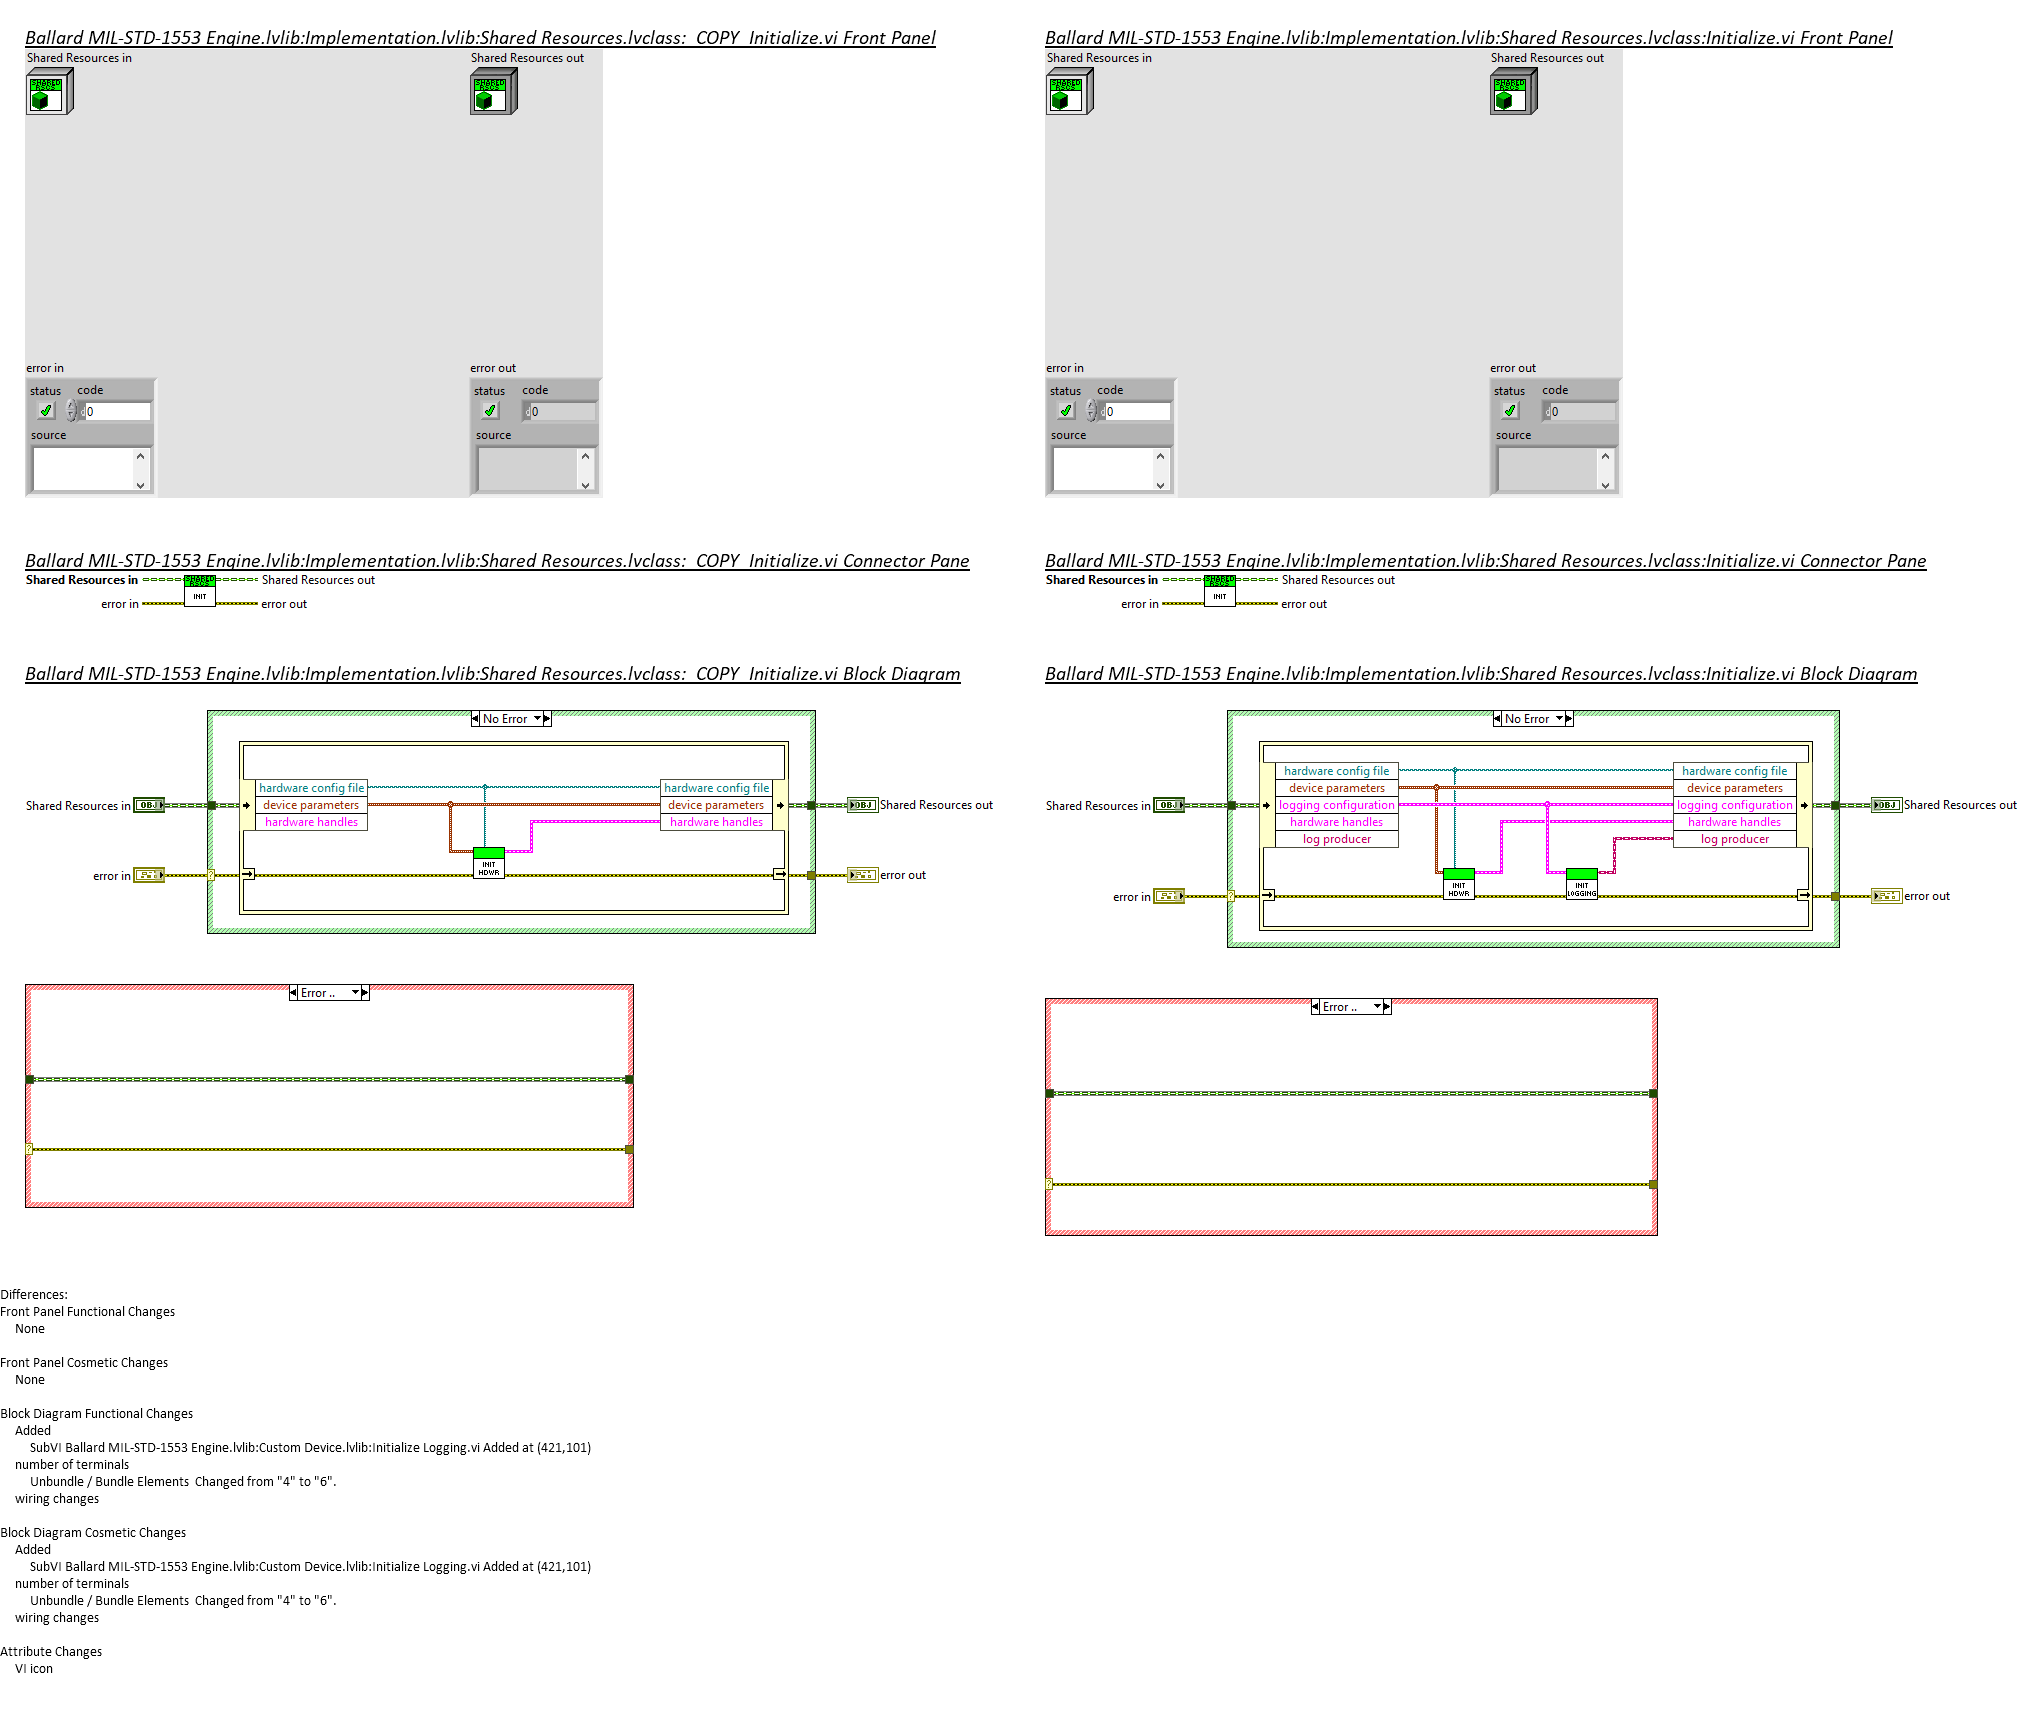 Ballard MIL-STD-1553 Engine.lvlib:Implementation.lvlib:Shared Resources.lvclass:_COPY_Initialize.vi Front Panel
Shared Resources in
Shared Resources out
SHARED
RSCS
SHARED
RSCS
error in
error out
status code
0
source
status code
0
source
Ballard MIL-STD-1553 Engine.lvlib:Implementation.lvlib:Shared Resources.lvclass:Initialize.vi Front Panel
Shared Resources in
Shared Resources out
SHARED
RSCS
SHARED
RSCS
error in
error out
status code
0
source
status code
0
source
Ballard MIL-STD-1553 Engine.lvlib:Implementation.lvlib:Shared Resources.lvclass:_COPY_Initialize.vi Connector Pane
Shared Resources in
SHARED
RSCS
INIT
Shared Resources out
error in
error out
Ballard MIL-STD-1553 Engine.lvlib:Implementation.lvlib:Shared Resources.lvclass:Initialize.vi Connector Pane
Shared Resources in
SHARED
RSCS
INIT
Shared Resources out
error in
error out
Ballard MIL-STD-1553 Engine.lvlib:Implementation.lvlib:Shared Resources.lvclass:_COPY_Initialize.vi Block Diagram
No Error
hardware config file
device parameters
hardware handles
hardware config file
device parameters
hardware handles
Shared Resources in
OBJ
OBJ
Shared Resources out
INIT
HDWR
error in
?
error out
Error ..
?
Ballard MIL-STD-1553 Engine.lvlib:Implementation.lvlib:Shared Resources.lvclass:Initialize.vi Block Diagram
No Error
hardware config file
device parameters
logging configuration
hardware handles
log producer
hardware config file
device parameters
logging configuration
hardware handles
log producer
Shared Resources in
OBJ
OBJ
Shared Resources out
INIT
HDWR
INIT
LOGGING
error in
?
error out
Error ..
?
Differences:
Front Panel Functional Changes
None
Front Panel Cosmetic Changes
None
Block Diagram Functional Changes
Added
SubVI Ballard MIL-STD-1553 Engine.lvlib:Custom Device.lvlib:Initialize Logging.vi Added at (421,101)
number of terminals
Unbundle / Bundle Elements  Changed from "4" to "6".
wiring changes
Block Diagram Cosmetic Changes
Added
SubVI Ballard MIL-STD-1553 Engine.lvlib:Custom Device.lvlib:Initialize Logging.vi Added at (421,101)
number of terminals
Unbundle / Bundle Elements  Changed from "4" to "6".
wiring changes
Attribute Changes
VI icon